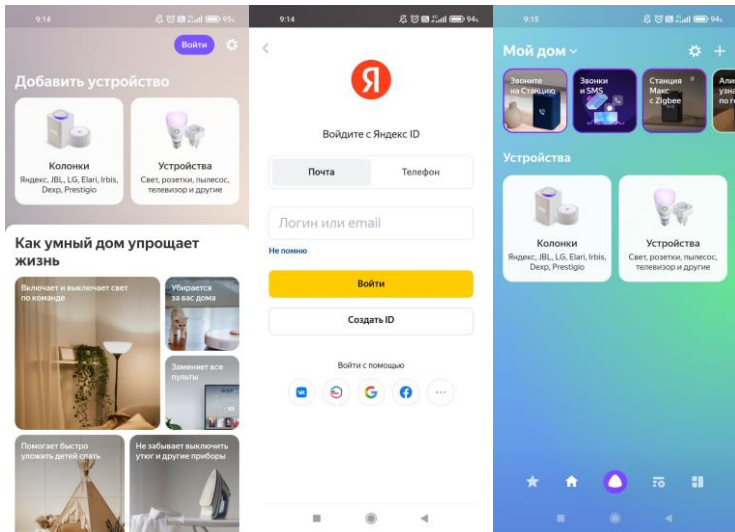 9:14
95%
Войти
Добавить устройство
Колонки
Яндекс, JBL, LG, Elari, Irbis,
Dexp, Prestigio
Устройства
Свет, розетки, пылесос,
телевизор и другие
Как умный дом упрощает
жизнь
Включает и выключает свет
по команде
Убирается
за вас дома
Заменяет все
пульты
Помогает быстро
уложить детей спать
Не забывает выключить
утюг и другие приборы
9:14
94%
Я
Войдите с Яндекс ID
Почта
Телефон
Логин или email
Не помню
Войти
Создать ID
Войти с помощью
9:15
94%
Мой дом
Звоните
на Станцию
Звонки
и SMS
Станция
Макс
с Zigbee
Устройства
Колонки
Яндекс, JBL, LG, Elari, Irbis,
Dexp, Prestigio
Устройства
Свет, розетки, пылесос,
телевизор и другие